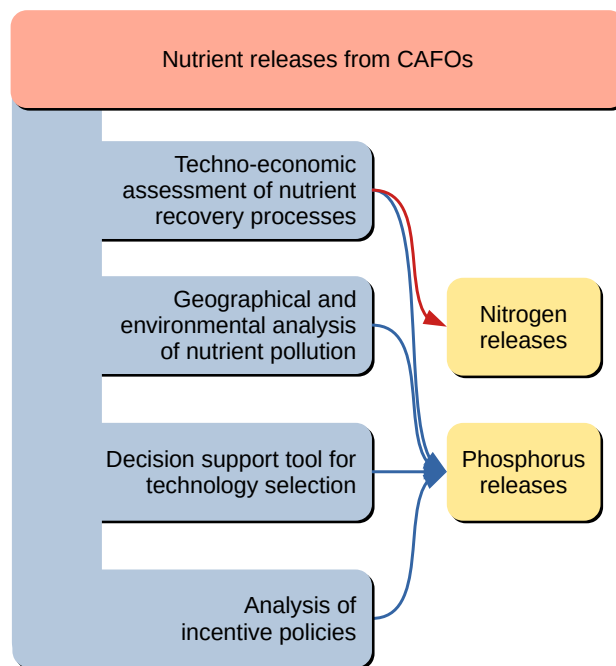 Nutrient releases from CAFOs
Techno-economic
assessment of nutrient
recovery processes
Geographical and
environmental analysis
of nutrient pollution
Nitrogen
releases
Decision support tool for
technology selection
Phosphorus
releases
Analysis of
incentive policies